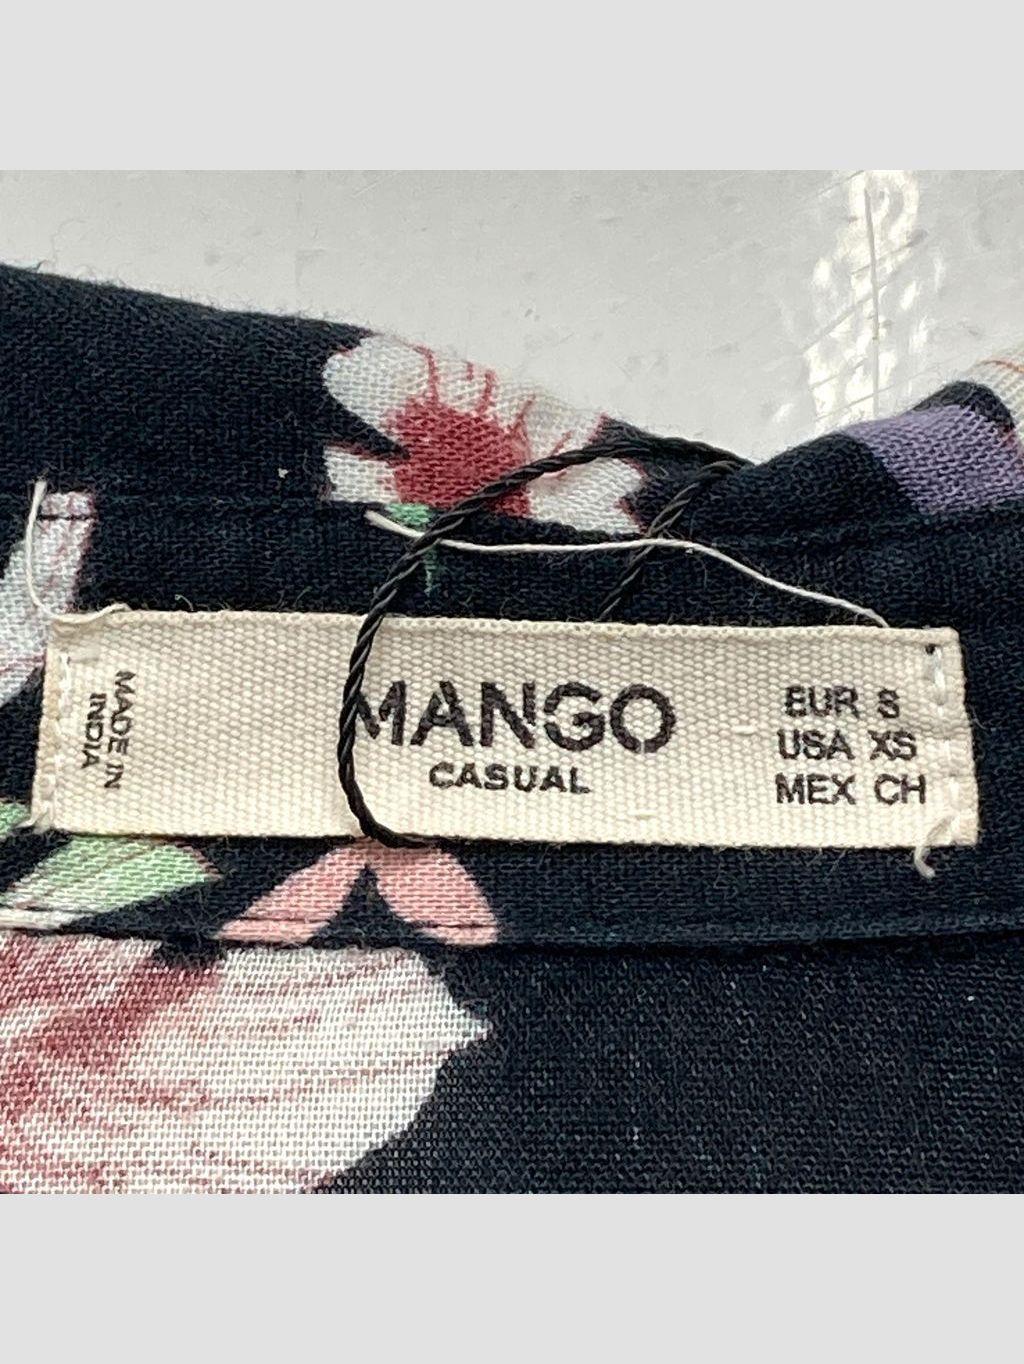 MADE IN
INDIA
MANGO
CASUAL
EUR S
USA XS
MEX CH